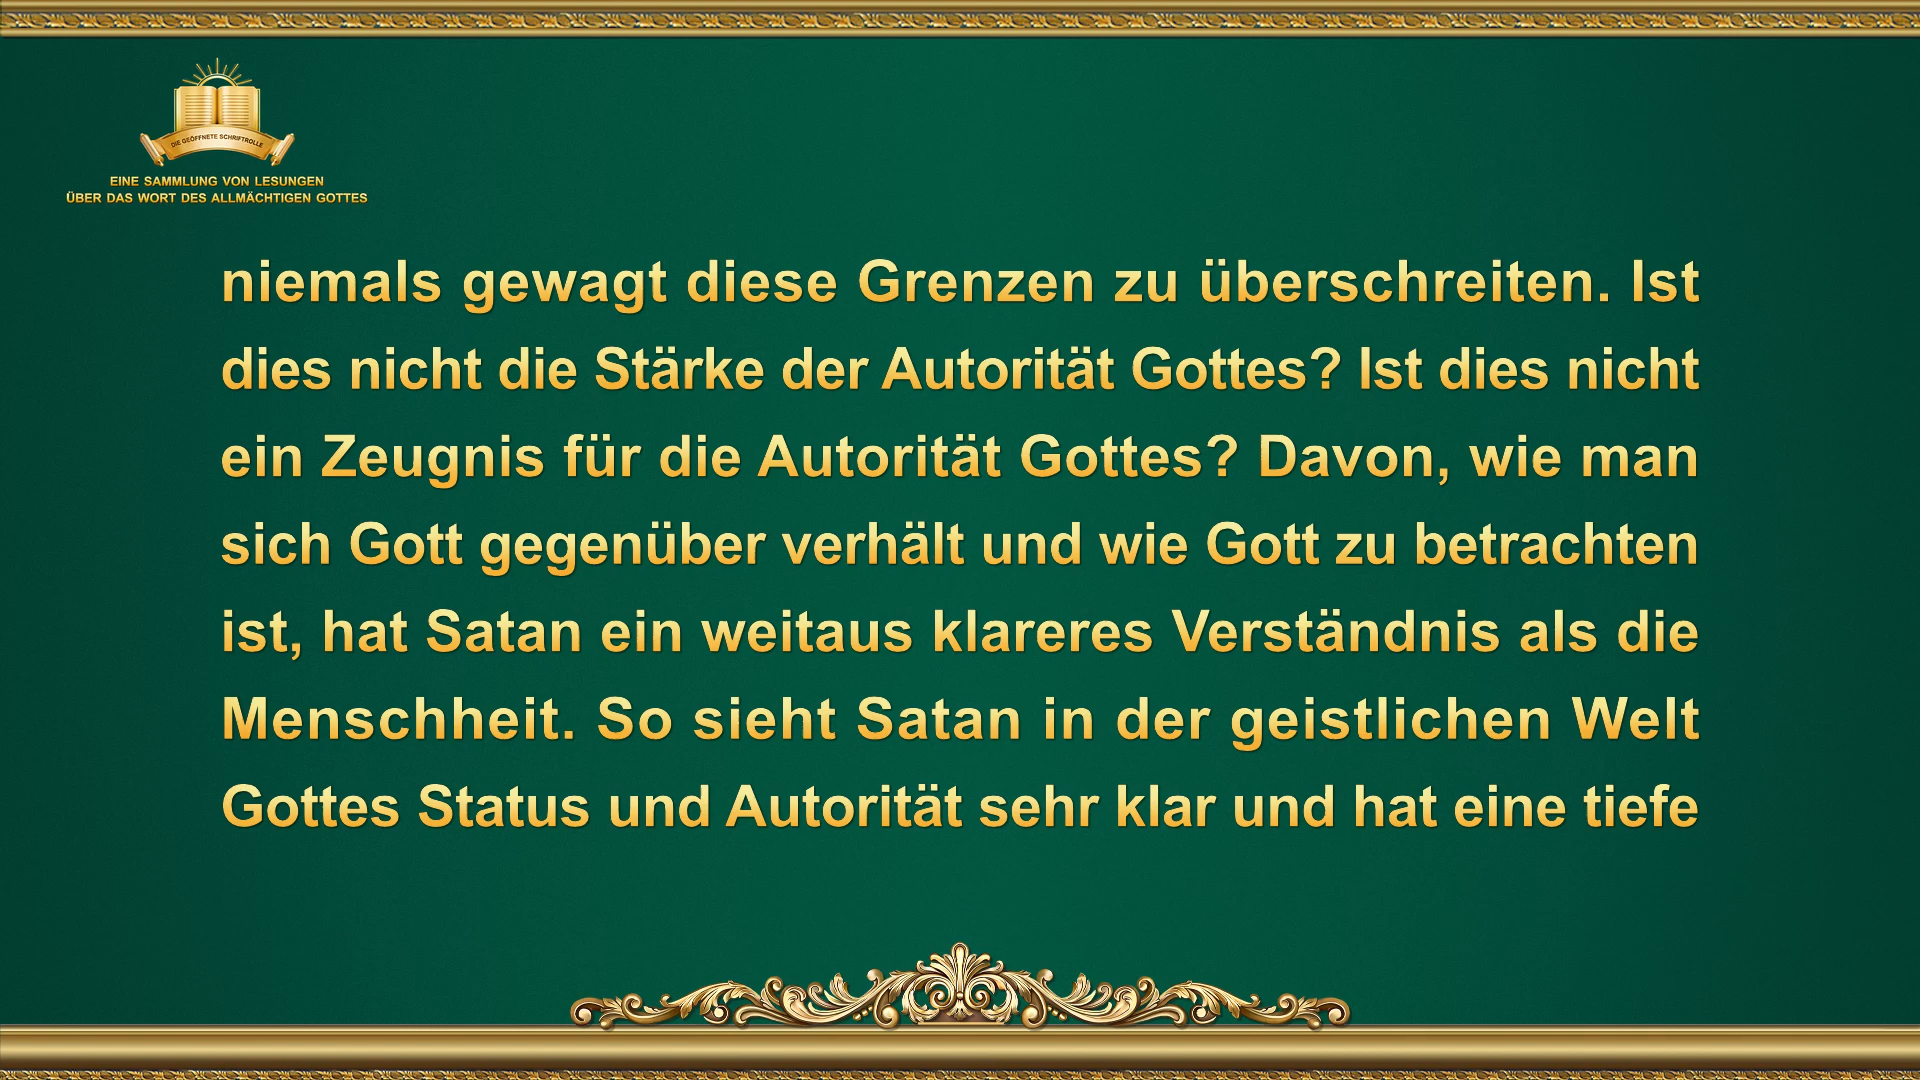 DIE GEÖFFNETE SCHRIFTROLLE
EINE SAMMLUNG VON LESUNGEN
ÜBER DAS WORT DES ALLMÄCHTIGEN GOTTES
niemals gewagt diese Grenzen zu überschreiten. Ist
dies nicht die Stärke der Autorität Gottes? Ist dies nicht
ein Zeugnis für die Autorität Gottes? Davon, wie man
sich Gott gegenüber verhält und wie Gott zu betrachten
ist, hat Satan ein weitaus klareres Verständnis als die
Menschheit. So sieht Satan in der geistlichen Welt
Gottes Status und Autorität sehr klar und hat eine tiefe